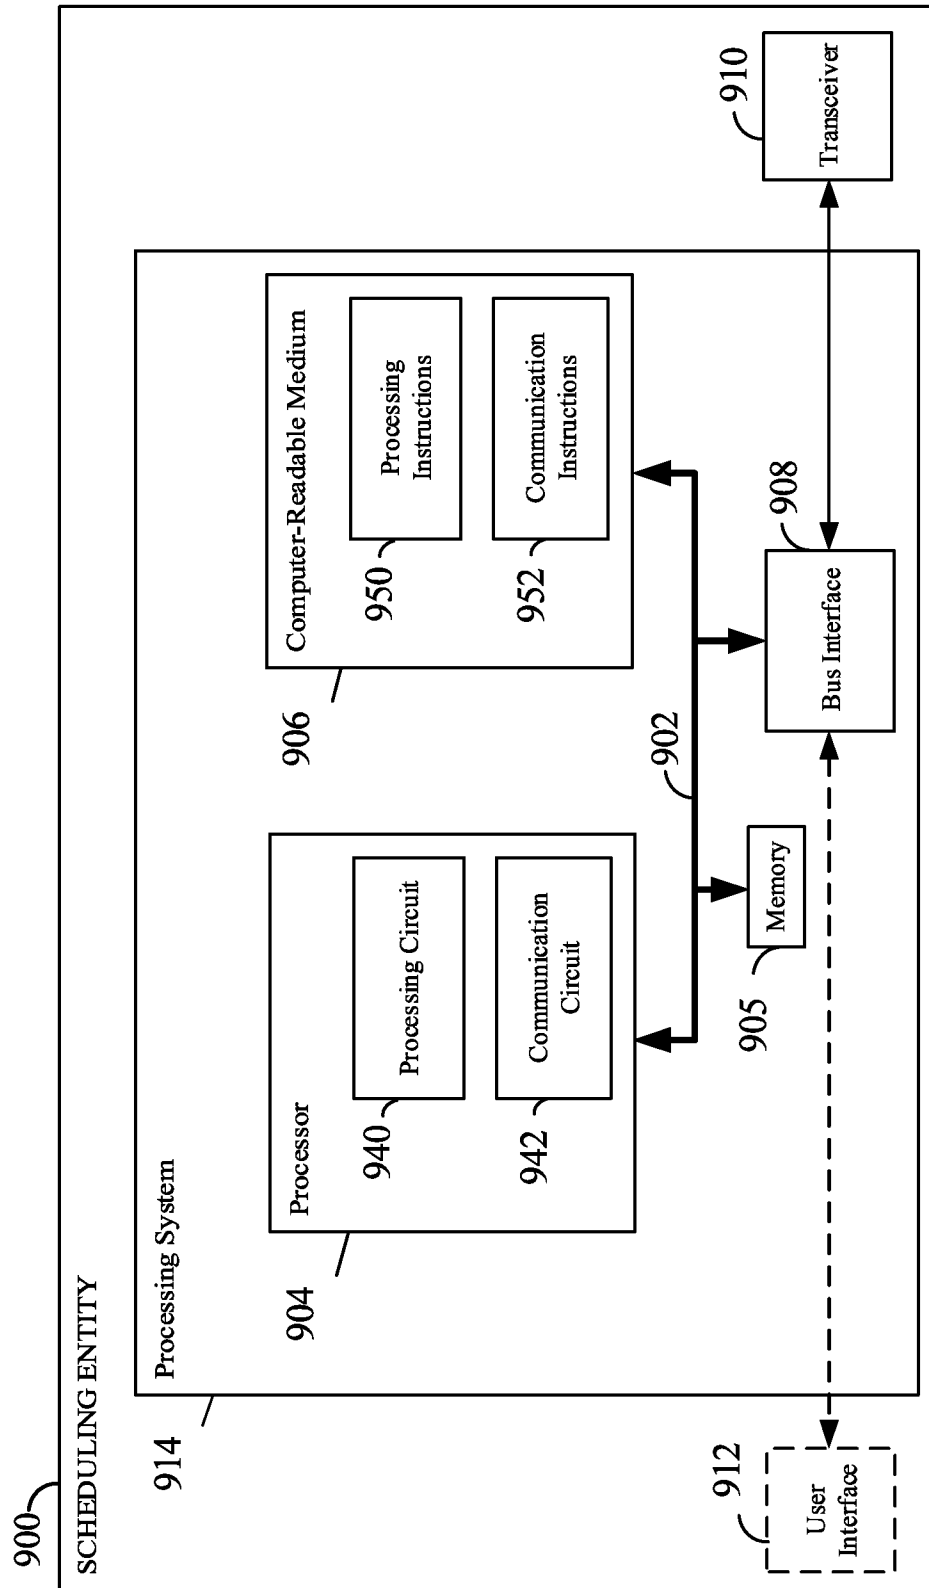 900
SCHEDULING ENTITY
914
Processing System
904
Processor
940
Processing Circuit
942
Communication
Circuit
906
Computer-Readable Medium
950
Processing
Instructions
952
Communication
Instructions
902
905
Memory
908
Bus Interface
912
User
Interface
910
Transceiver